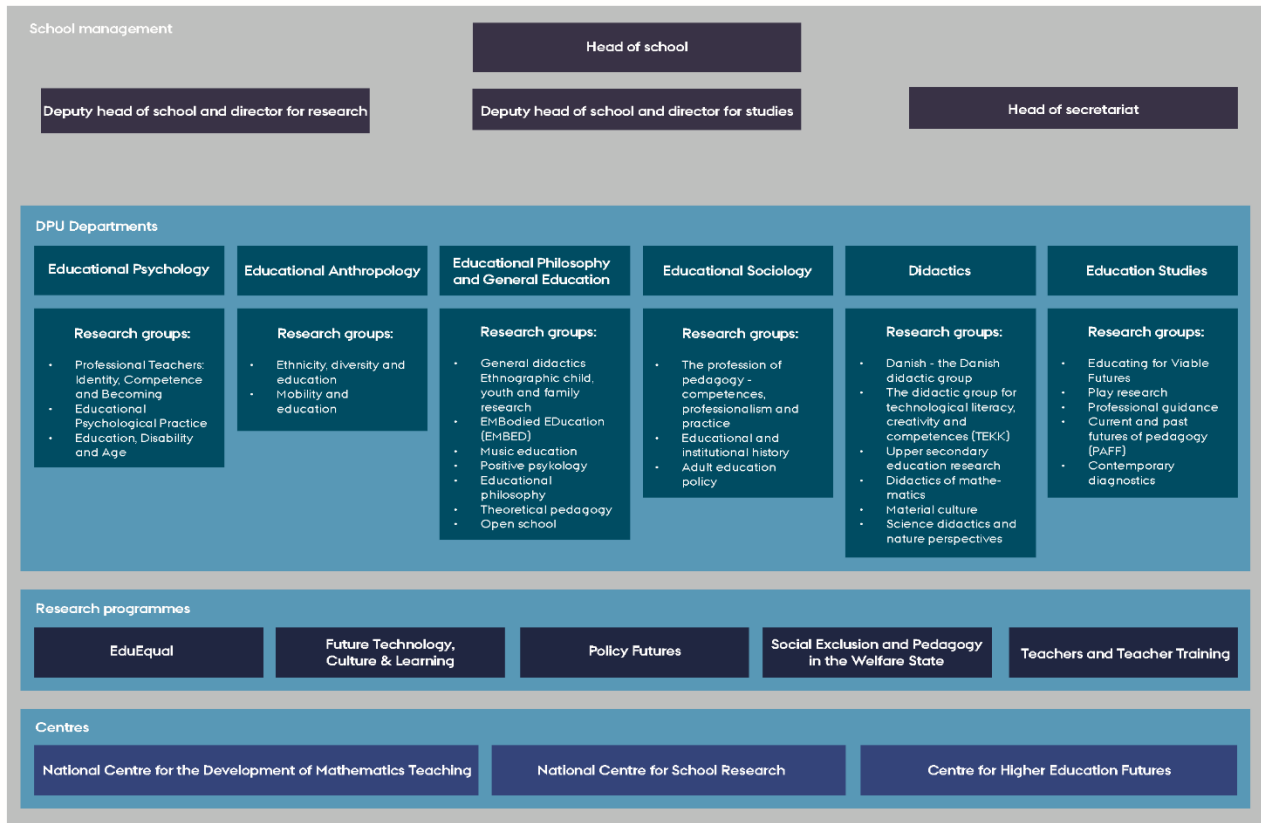 School management
Head of school
Deputy head of school and director for research
Deputy head of school and director for studies
Head of secretariat
DPU Departments
Educational Psychology
Research groups:
• Professional Teachers:
Identity, Competence
and Becoming
• Educational
Psychological Practice
• Education, Disability
and Age
Educational Anthropology
Research groups:
• Ethnicity, diversity and
education
• Mobility and
education
Educational Philosophy
and General Education
Research groups:
• General didactics
Ethnographic child,
youth and family
research
• EMBodied EDucation
(EMBED)
• Music education
• Positive psykology
• Educational
philosophy
• Theoretical pedagogy
• Open school
Educational Sociology
Research groups:
• The profession of
pedagogy -
competences,
professionalism and
practice
• Educational and
institutional history
• Adult education
policy
Didactics
Research groups:
• Danish - the Danish
didactic group
• The didactic group for
technological literacy,
creativity and
competences (TEKK)
• Upper secondary
education research
• Didactics of mathe-
matics
• Material culture
• Science didactics and
nature perspectives
Education Studies
Research groups:
• Educating for Viable
Futures
• Play research
• Professional guidance
• Current and past
futures of pedagogy
(PAFF)
• Contemporary
diagnostics
Research programmes
EduEqual
Future Technology,
Culture & Learning
Policy Futures
Social Exclusion and Pedagogy
in the Welfare State
Teachers and Teacher Training
Centres
National Centre for the Development of Mathematics Teaching
National Centre for School Research
Centre for Higher Education Futures